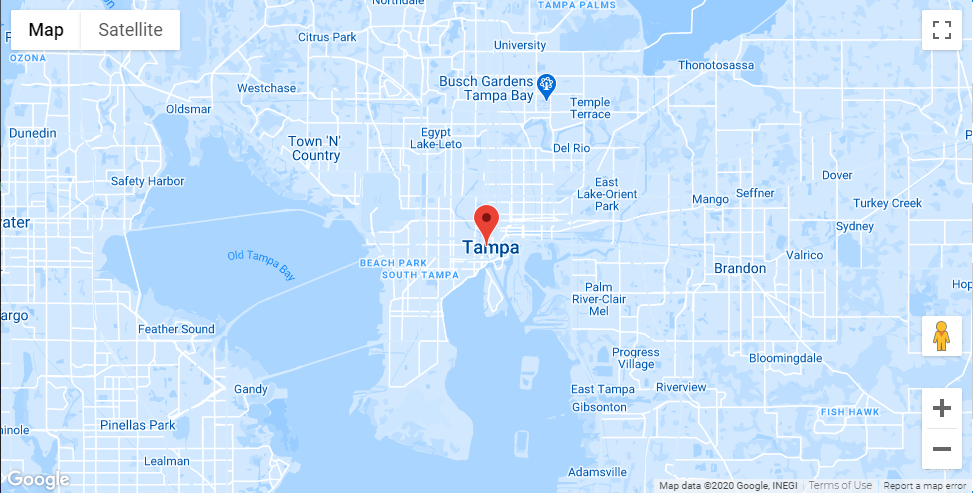 Map
Satellite
TAMPA PALMS
Northdale
Citrus Park
University
OZONA
Thonotosassa
Busch Gardens
Tampa Bay
Westchase
Temple
Terrace
Oldsmar
Dunedin
Egypt
Lake-Leto
Town 'N'
Country
Del Rio
Safety Harbor
East
Lake-Orient
Park
Dover
Mango
Seffner
Turkey Creek
Sydney
Tampa
Old Tampa Bay
BEACH PARK
SOUTH TAMPA
Brandon
Valrico
Palm
River-Clair
Mel
Feather Sound
Progress
Village
Bloomingdale
Gandy
East Tampa
Riverview
Gibsonton
FISH HAWK
Pinellas Park
Lealman
Adamsville
Google
Map data ©2020 Google, INEGI
Terms of Use
Report a map error